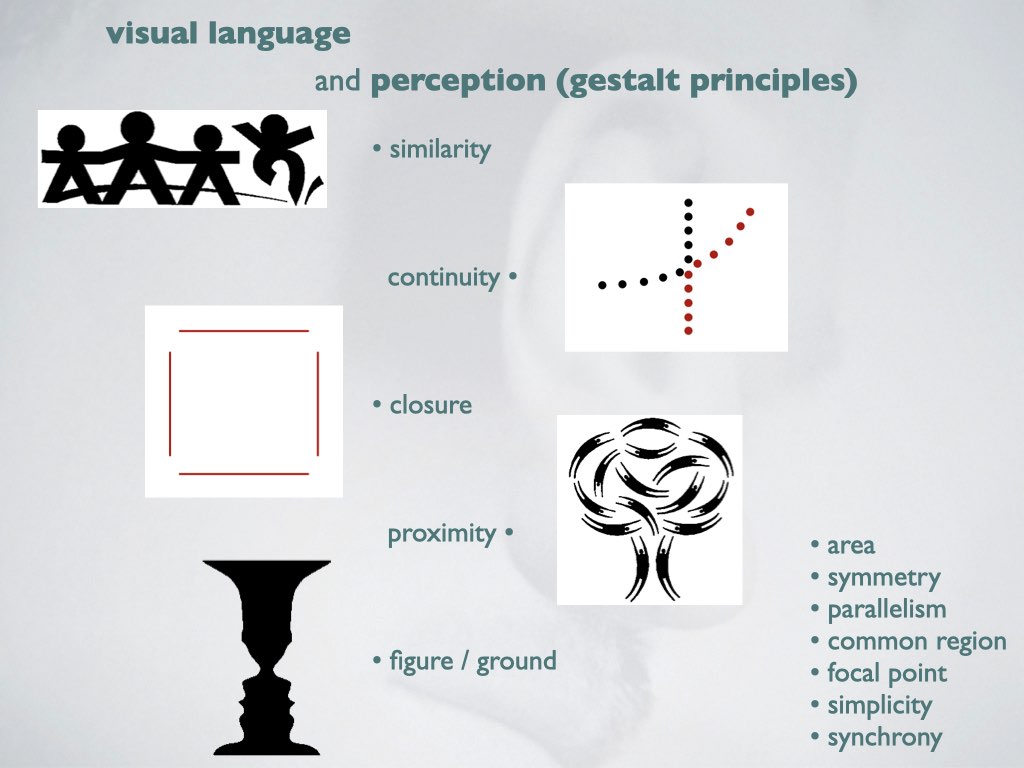 visual language
and perception (gestalt principles)
• similarity
continuity •
• closure
proximity •
• figure / ground
• area
• symmetry
• parallelism
• common region
• focal point
• simplicity
• synchrony